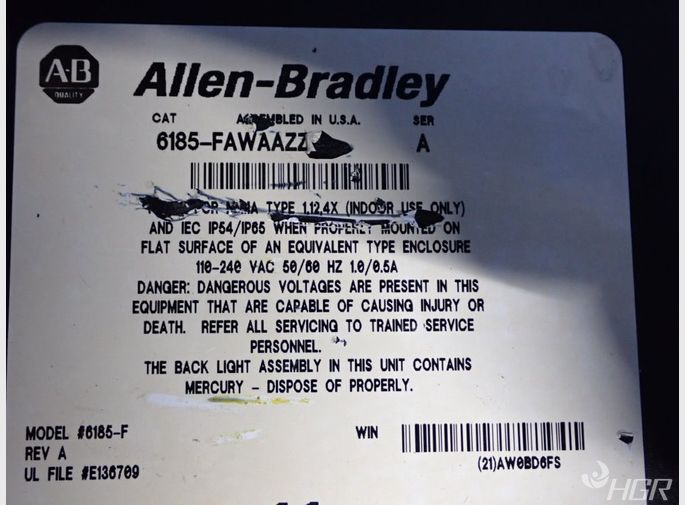 A-B
QUALITY
Allen-Bradley
CAT ASSEMBLED IN U.S.A. SER
6185-FAWAAZZ A
FOR NEMA TYPE 1,12,4X (INDOOR USE ONLY)
AND IEC IP54/IP65 WHEN PROPERLY MOUNTED ON
FLAT SURFACE OF AN EQUIVALENT TYPE ENCLOSURE
110-240 VAC 50/60 HZ 1.0/0.5A
DANGER: DANGEROUS VOLTAGES ARE PRESENT IN THIS
EQUIPMENT THAT ARE CAPABLE OF CAUSING INJURY OR
DEATH. REFER ALL SERVICING TO TRAINED SERVICE
PERSONNEL.
THE BACK LIGHT ASSEMBLY IN THIS UNIT CONTAINS
MERCURY - DISPOSE OF PROPERLY.
MODEL #6185-F WIN
REV A
UL FILE #E136709
(21)AW0BD6FS
HGR